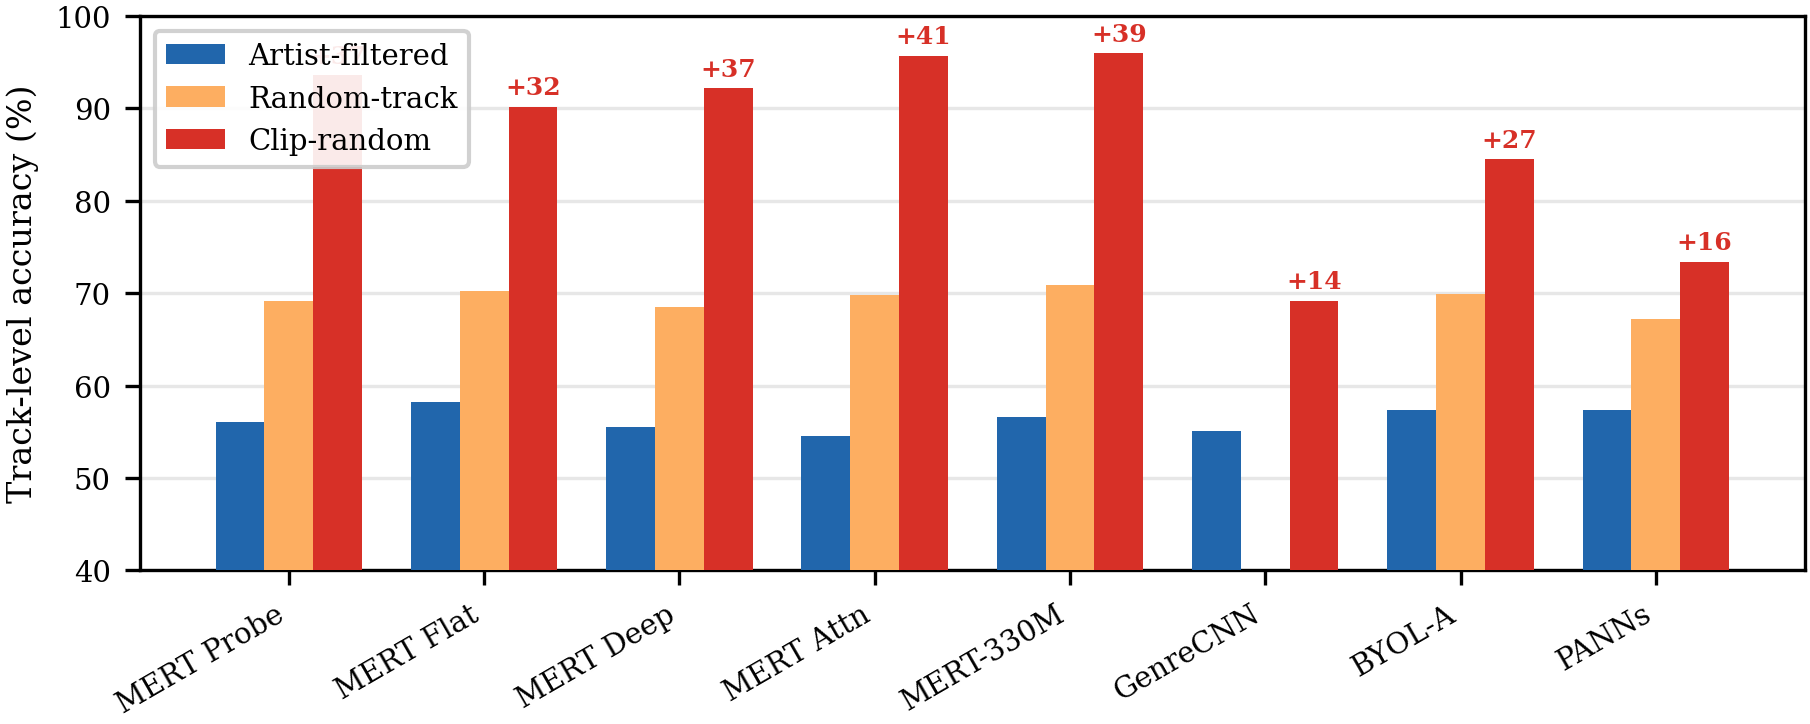 Track-level accuracy (%)
100
90
80
70
60
50
40
Artist-filtered
Random-track
Clip-random
+32
+37
+41
+39
+14
+27
+16
MERT Probe
MERT Flat
MERT Deep
MERT Attn
MERT-330M
GenreCNN
BYOL-A
PANNs